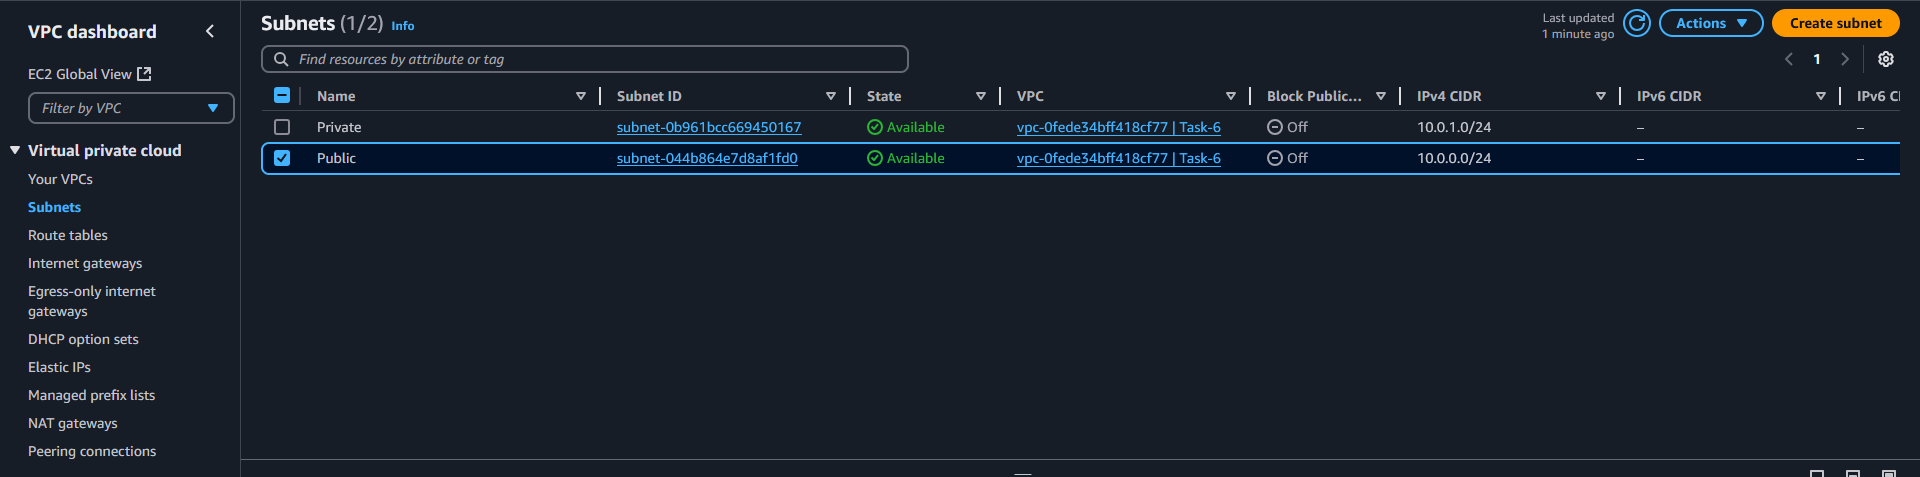 VPC dashboard
EC2 Global View
Filter by VPC
Virtual private cloud
Your VPCs
Subnets
Route tables
Internet gateways
Egress-only internet
gateways
DHCP option sets
Elastic IPs
Managed prefix lists
NAT gateways
Peering connections
Subnets (1/2) Info
Last updated
1 minute ago
Actions
Create subnet
Find resources by attribute or tag
1
Name Subnet ID State VPC Block Public... IPv4 CIDR IPv6 CIDR IPv6 CI
Private subnet-0b961bcc669450167 Available vpc-0fede34bff418cf77 | Task-6 Off 10.0.1.0/24 – –
Public subnet-044b864e7d8af1fd0 Available vpc-0fede34bff418cf77 | Task-6 Off 10.0.0.0/24 – –